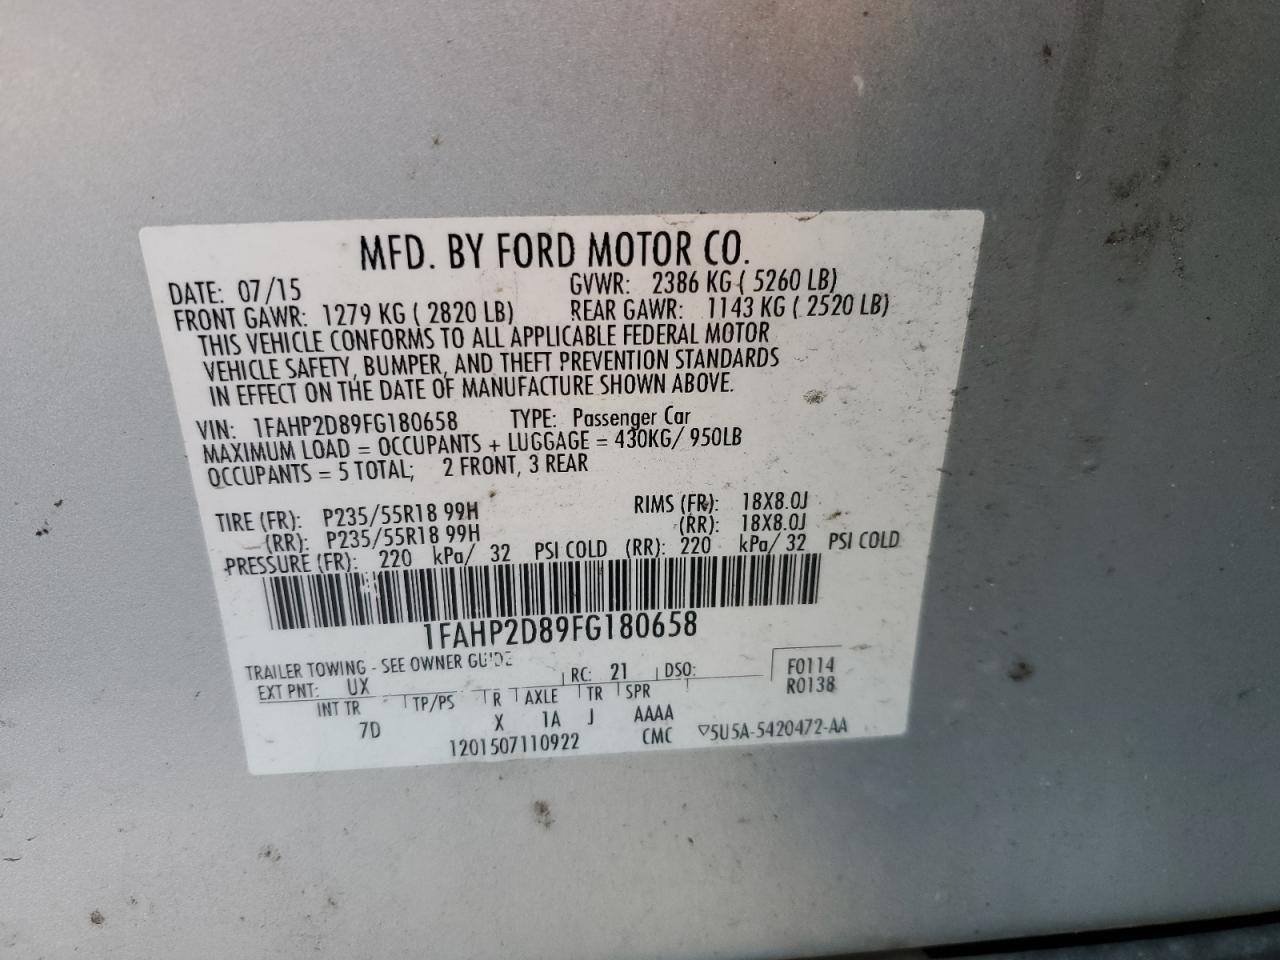 MFD. BY FORD MOTOR CO.
DATE: 07/15 GVWR: 2386 KG ( 5260 LB)
FRONT GAWR: 1279 KG ( 2820 LB) REAR GAWR: 1143 KG ( 2520 LB)
THIS VEHICLE CONFORMS TO ALL APPLICABLE FEDERAL MOTOR
VEHICLE SAFETY, BUMPER, AND THEFT PREVENTION STANDARDS
IN EFFECT ON THE DATE OF MANUFACTURE SHOWN ABOVE.
VIN: 1FAHP2D89FG180658 TYPE: Passenger Car
MAXIMUM LOAD = OCCUPANTS + LUGGAGE = 430KG/ 950LB
OCCUPANTS = 5 TOTAL; 2 FRONT, 3 REAR
TIRE (FR): P235/55R18 99H RIMS (FR): 18X8.0J
(RR): P235/55R18 99H (RR): 18X8.0J
PRESSURE (FR): 220 kPa/ 32 PSI COLD (RR): 220 kPa/ 32 PSI COLD
1FAHP2D89FG180658
TRAILER TOWING - SEE OWNER GUIDE
EXT PNT: UX RC: 21 DSO: F0114
R0138
INT TR TP/PS R AXLE TR SPR
7D X 1A J AAAA
1201507110922 CMC ▽5U5A-5420472-AA